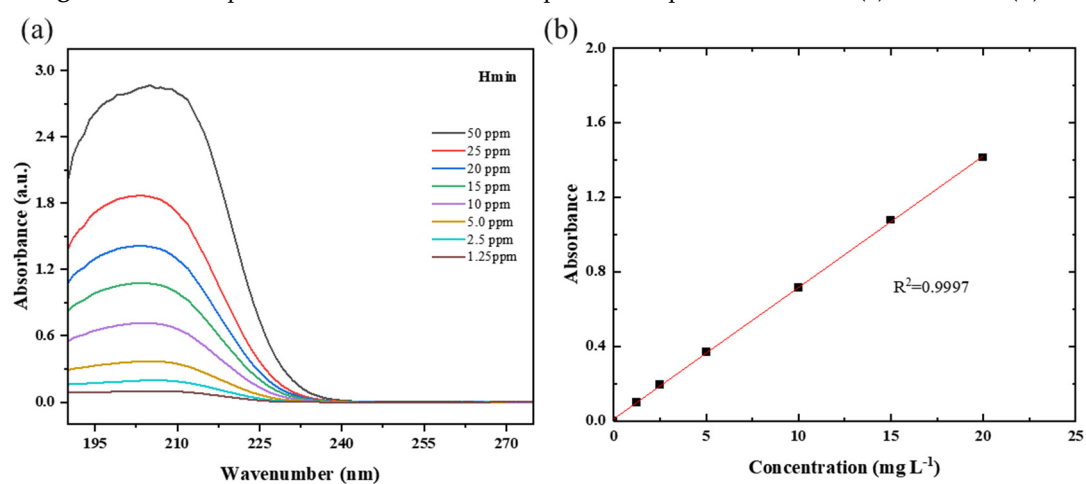 (a)
(b)
Hmin
50 ppm
25 ppm
20 ppm
15 ppm
10 ppm
5.0 ppm
2.5 ppm
1.25ppm
3.0
2.4
1.8
1.2
0.6
0.0
Absorbance (a.u.)
195 210 225 240 255 270
Wavenumber (nm)
2.0
1.6
1.2
0.8
0.4
0.0
Absorbance
R²=0.9997
0 5 10 15 20 25
Concentration (mg L⁻¹)